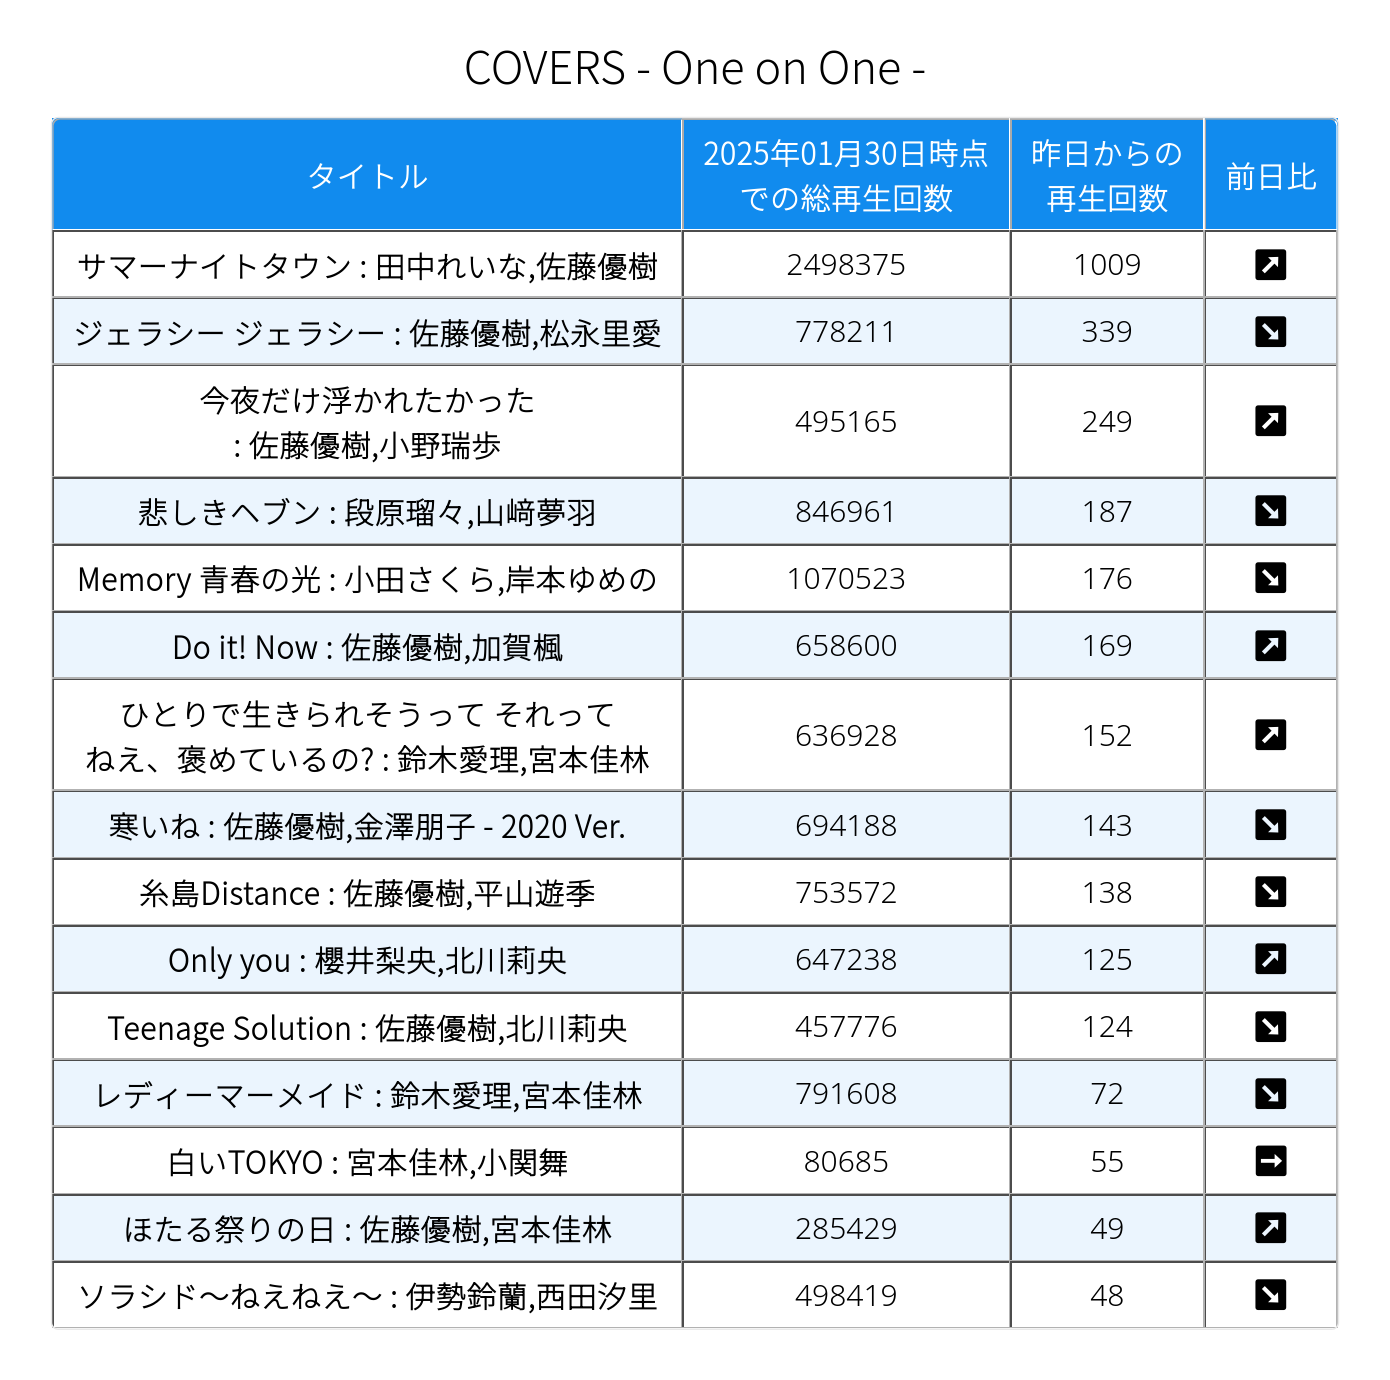 COVERS - One on One -
タイトル
2025年01月30日時点
での総再生回数
昨日からの
再生回数
前日比
サマーナイトタウン : 田中れいな,佐藤優樹 2498375 1009 ↗
ジェラシー ジェラシー : 佐藤優樹,松永里愛 778211 339 ↘
今夜だけ浮かれたかった
: 佐藤優樹,小野瑞歩 495165 249 ↗
悲しきヘブン : 段原瑠々,山﨑夢羽 846961 187 ↘
Memory 青春の光 : 小田さくら,岸本ゆめの 1070523 176 ↘
Do it! Now : 佐藤優樹,加賀楓 658600 169 ↗
ひとりで生きられそうって それって
ねえ、褒めているの? : 鈴木愛理,宮本佳林 636928 152 ↗
寒いね : 佐藤優樹,金澤朋子 - 2020 Ver. 694188 143 ↘
糸島Distance : 佐藤優樹,平山遊季 753572 138 ↘
Only you : 櫻井梨央,北川莉央 647238 125 ↗
Teenage Solution : 佐藤優樹,北川莉央 457776 124 ↘
レディーマーメイド : 鈴木愛理,宮本佳林 791608 72 ↘
白いTOKYO : 宮本佳林,小関舞 80685 55 →
ほたる祭りの日 : 佐藤優樹,宮本佳林 285429 49 ↗
ソラシド〜ねえねえ〜 : 伊勢鈴蘭,西田汐里 498419 48 ↘